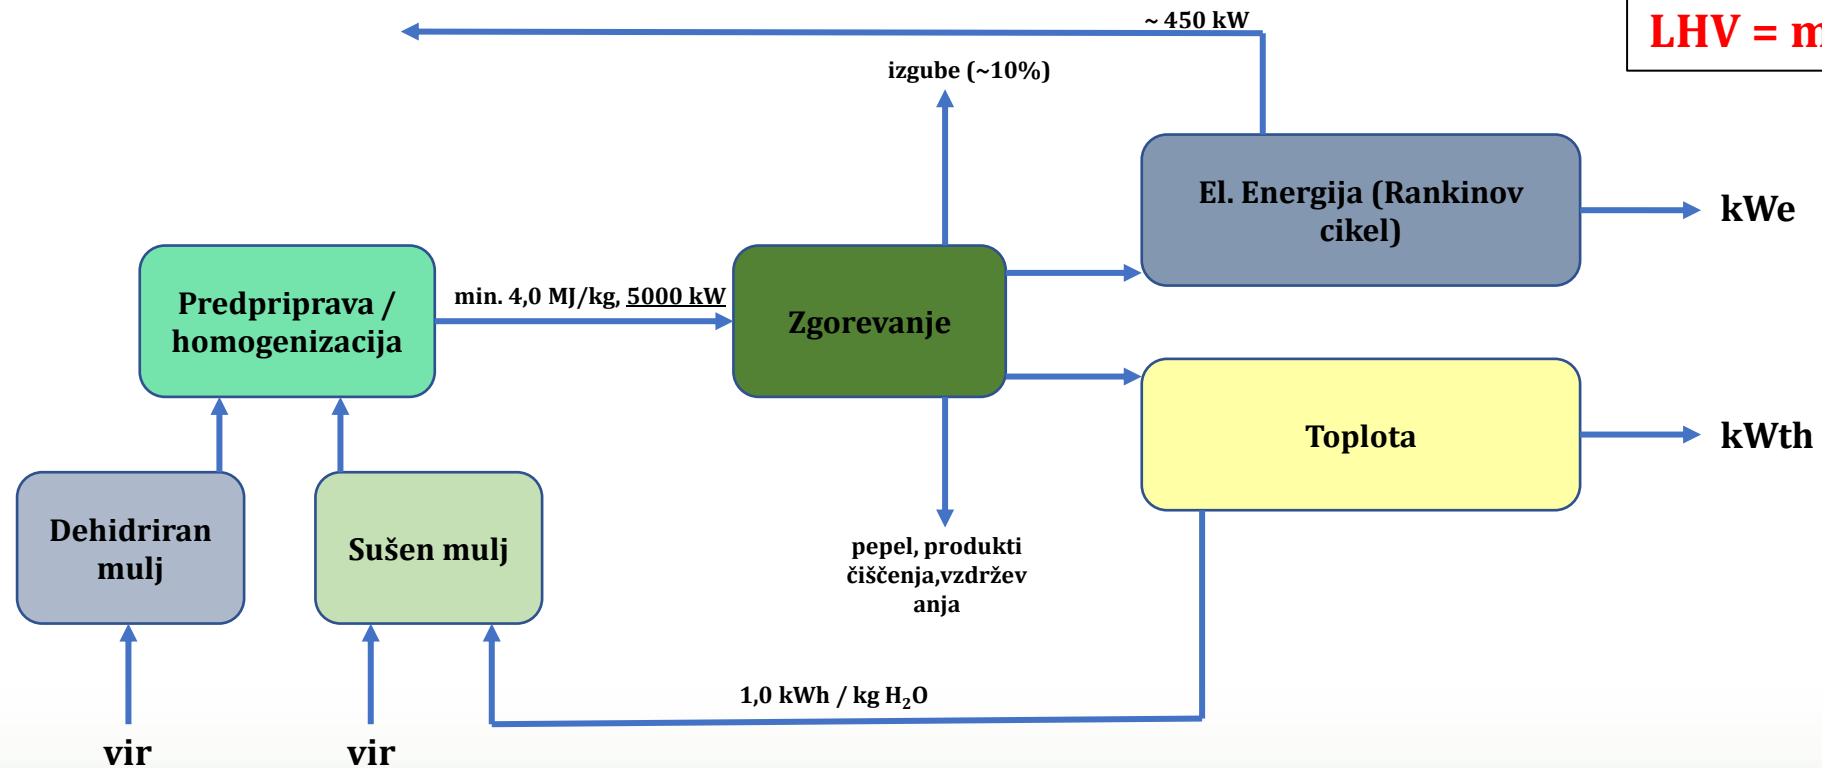 ~ 450 kW
LHV = m
izgube (~10%)
El. Energija (Rankinov
cikel)
kWe
Predpriprava /
homogenizacija
min. 4,0 MJ/kg, 5000 kW
Zgorevanje
Toplota
kWth
Dehidriran
mulj
Sušen mulj
pepel, produkti
čiščenja,vzdržev
anja
1,0 kWh / kg H₂O
vir
vir